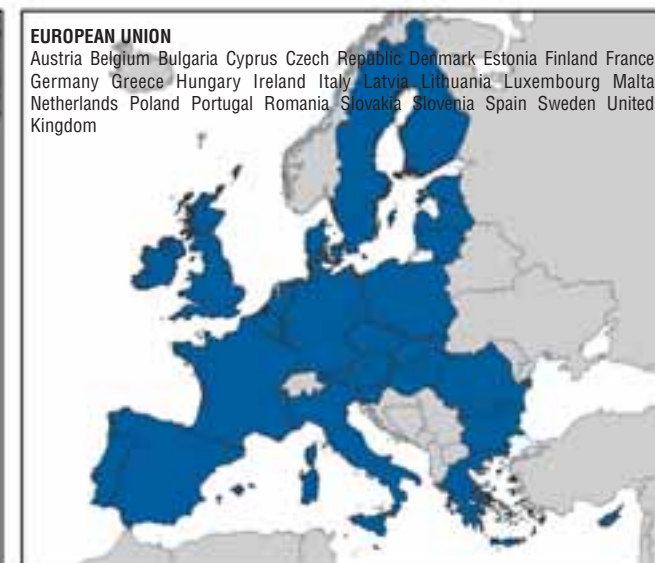 EUROPEAN UNION
Austria Belgium Bulgaria Cyprus Czech Republic Denmark Estonia Finland France
Germany Greece Hungary Ireland Italy Latvia Lithuania Luxembourg Malta
Netherlands Poland Portugal Romania Slovakia Slovenia Spain Sweden United
Kingdom